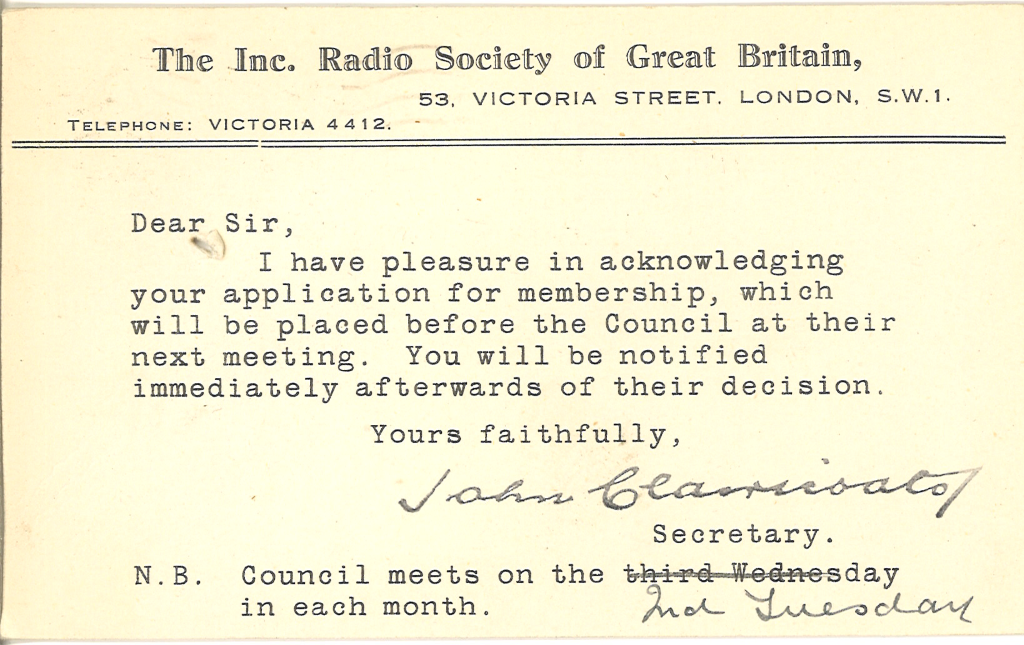 The Inc. Radio Society of Great Britain,
53, VICTORIA STREET. LONDON, S.W.1.
TELEPHONE: VICTORIA 4412.
Dear Sir,
I have pleasure in acknowledging
your application for membership, which
will be placed before the Council at their
next meeting. You will be notified
immediately afterwards of their decision.
Yours faithfully,
John Clarricoats
Secretary.
N.B. Council meets on the third Wednesday
in each month. 2nd Tuesday